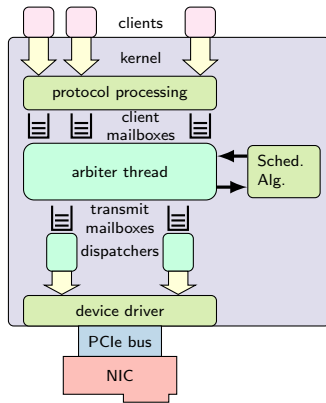 clients
kernel
protocol processing
client
mailboxes
arbiter thread
Sched.
Alg.
transmit
mailboxes
dispatchers
device driver
PCIe bus
NIC